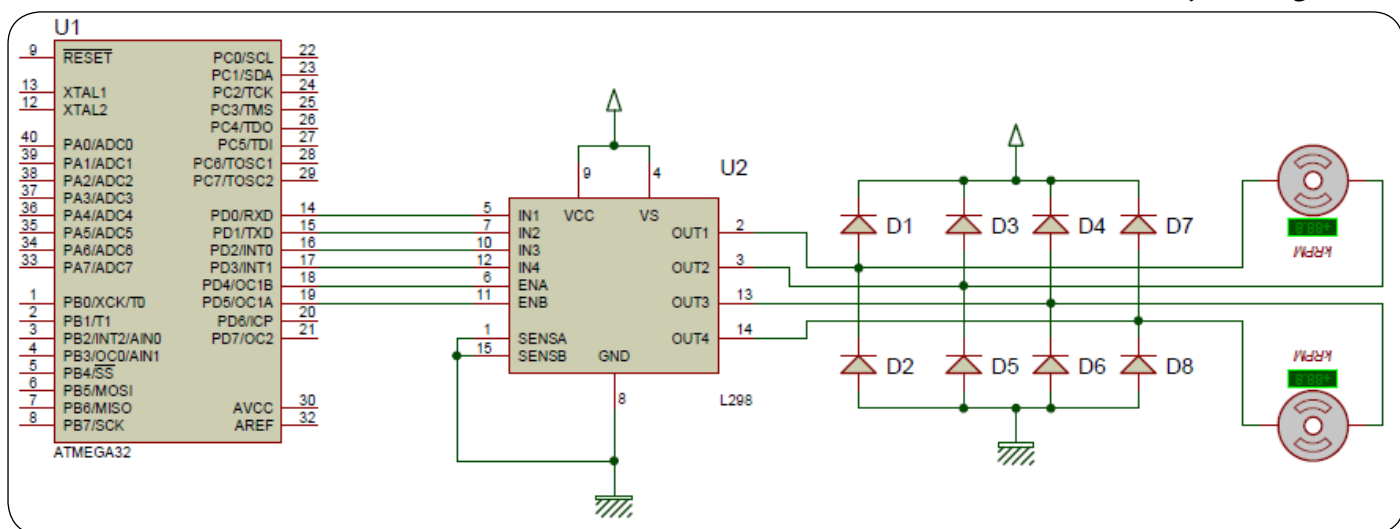 U1
9 RESET
13 XTAL1
12 XTAL2
40 PA0/ADC0
39 PA1/ADC1
38 PA2/ADC2
37 PA3/ADC3
36 PA4/ADC4
35 PA5/ADC5
34 PA6/ADC6
33 PA7/ADC7
1 PB0/XCK/T0
2 PB1/T1
3 PB2/INT2/AIN0
4 PB3/OC0/AIN1
5 PB4/SS
6 PB5/MOSI
7 PB6/MISO
8 PB7/SCK
PC0/SCL 22
PC1/SDA 23
PC2/TCK 24
PC3/TMS 25
PC4/TDO 26
PC5/TDI 27
PC6/TOSC1 28
PC7/TOSC2 29
PD0/RXD 14
PD1/TXD 15
PD2/INT0 16
PD3/INT1 17
PD4/OC1B 18
PD5/OC1A 19
PD6/ICP 20
PD7/OC2 21
AVCC 30
AREF 32
ATMEGA32
U2
9 4
VCC VS
5 IN1
7 IN2
10 IN3
12 IN4
6 ENA
11 ENB
1 SENSA
15 SENSB
GND
8
OUT1 2
OUT2 3
OUT3 13
OUT4 14
L298
D1 D3 D4 D7
D2 D5 D6 D8
kRPM
kRPM